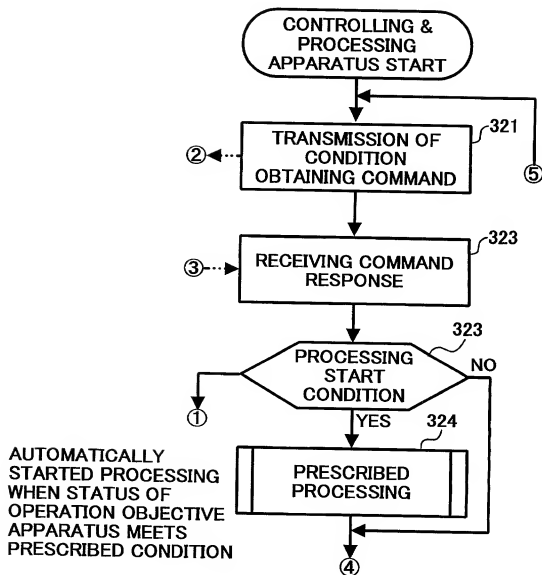 CONTROLLING &
PROCESSING
APPARATUS START
321
TRANSMISSION OF
CONDITION
OBTAINING COMMAND
②
⑤
323
③
RECEIVING COMMAND
RESPONSE
323
PROCESSING
START
CONDITION
NO
①
YES
324
PRESCRIBED
PROCESSING
AUTOMATICALLY
STARTED PROCESSING
WHEN STATUS OF
OPERATION OBJECTIVE
APPARATUS MEETS
PRESCRIBED CONDITION
④